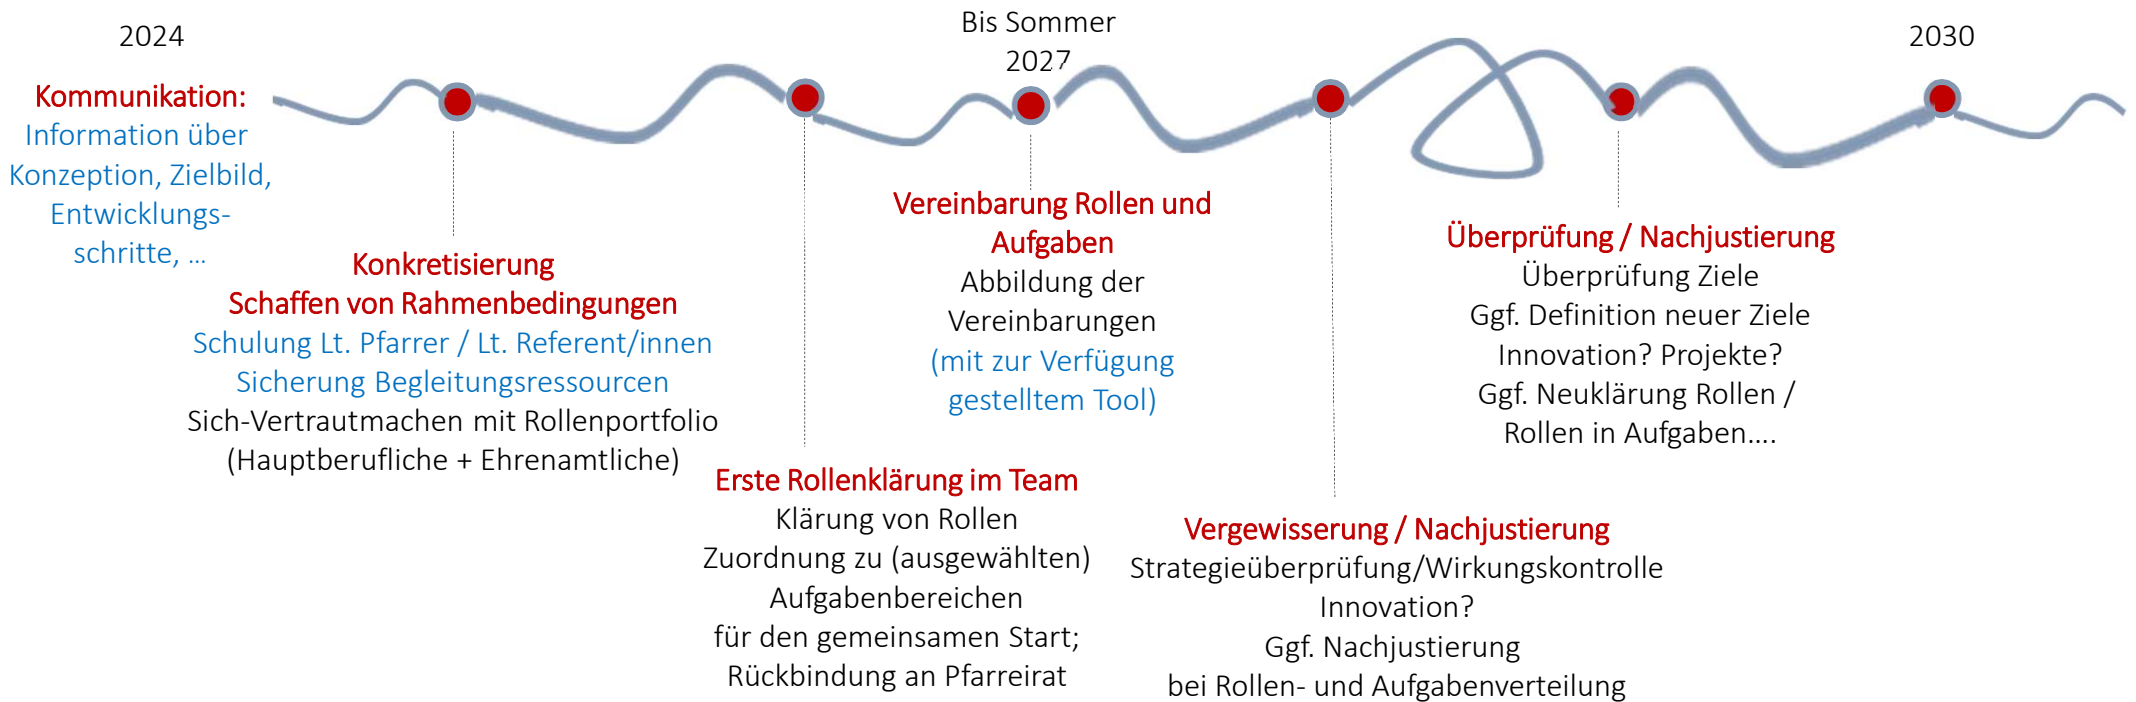 2024
Kommunikation:
Information über
Konzeption, Zielbild,
Entwicklungs-
schritte, …
Konkretisierung
Schaffen von Rahmenbedingungen
Schulung Lt. Pfarrer / Lt. Referent/innen
Sicherung Begleitungsressourcen
Sich-Vertrautmachen mit Rollenportfolio
(Hauptberufliche + Ehrenamtliche)
Erste Rollenklärung im Team
Klärung von Rollen
Zuordnung zu (ausgewählten)
Aufgabenbereichen
für den gemeinsamen Start;
Rückbindung an Pfarreirat
Bis Sommer
2027
Vereinbarung Rollen und
Aufgaben
Abbildung der
Vereinbarungen
(mit zur Verfügung
gestelltem Tool)
Vergewisserung / Nachjustierung
Strategieüberprüfung/Wirkungskontrolle
Innovation?
Ggf. Nachjustierung
bei Rollen- und Aufgabenverteilung
Überprüfung / Nachjustierung
Überprüfung Ziele
Ggf. Definition neuer Ziele
Innovation? Projekte?
Ggf. Neuklärung Rollen /
Rollen in Aufgaben….
2030